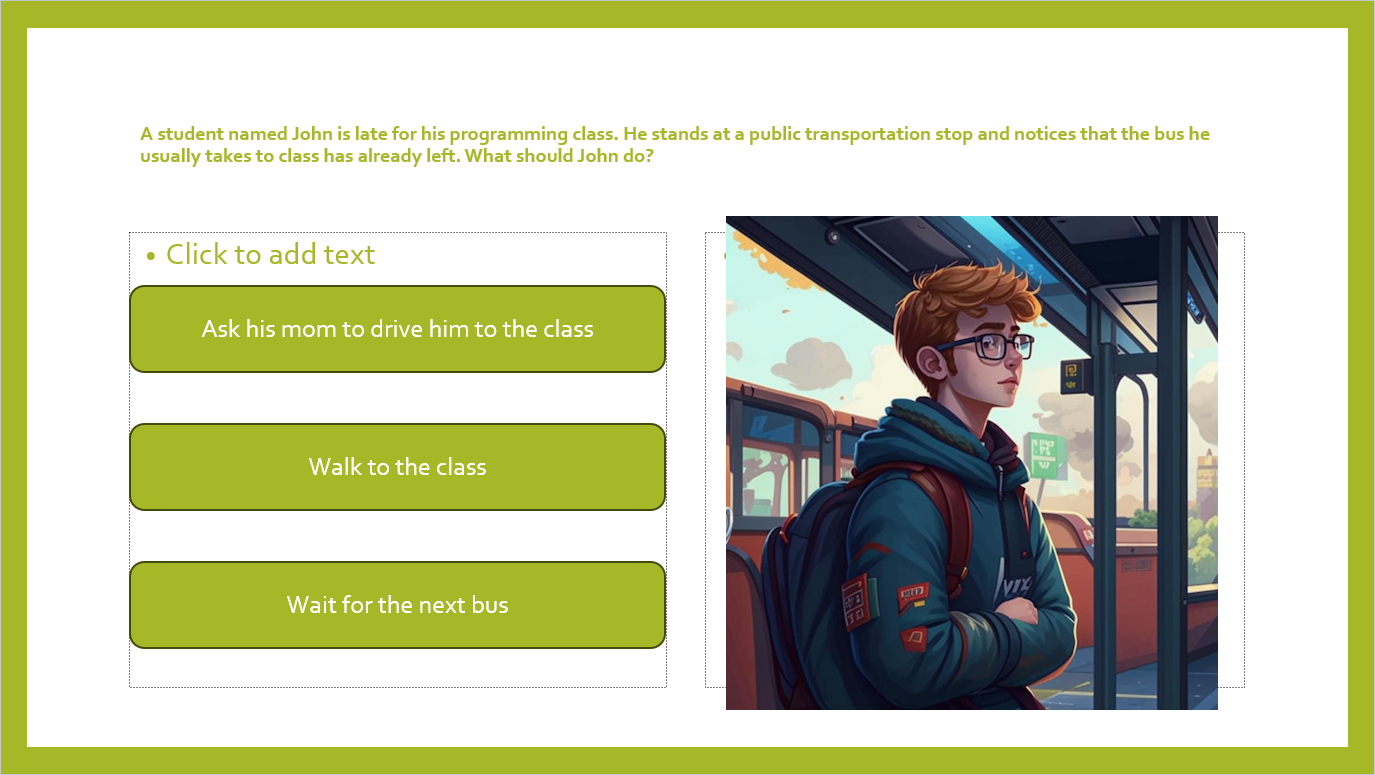 A student named John is late for his programming class. He stands at a public transportation stop and notices that the bus he
usually takes to class has already left. What should John do?
• Click to add text
Ask his mom to drive him to the class
Walk to the class
Wait for the next bus